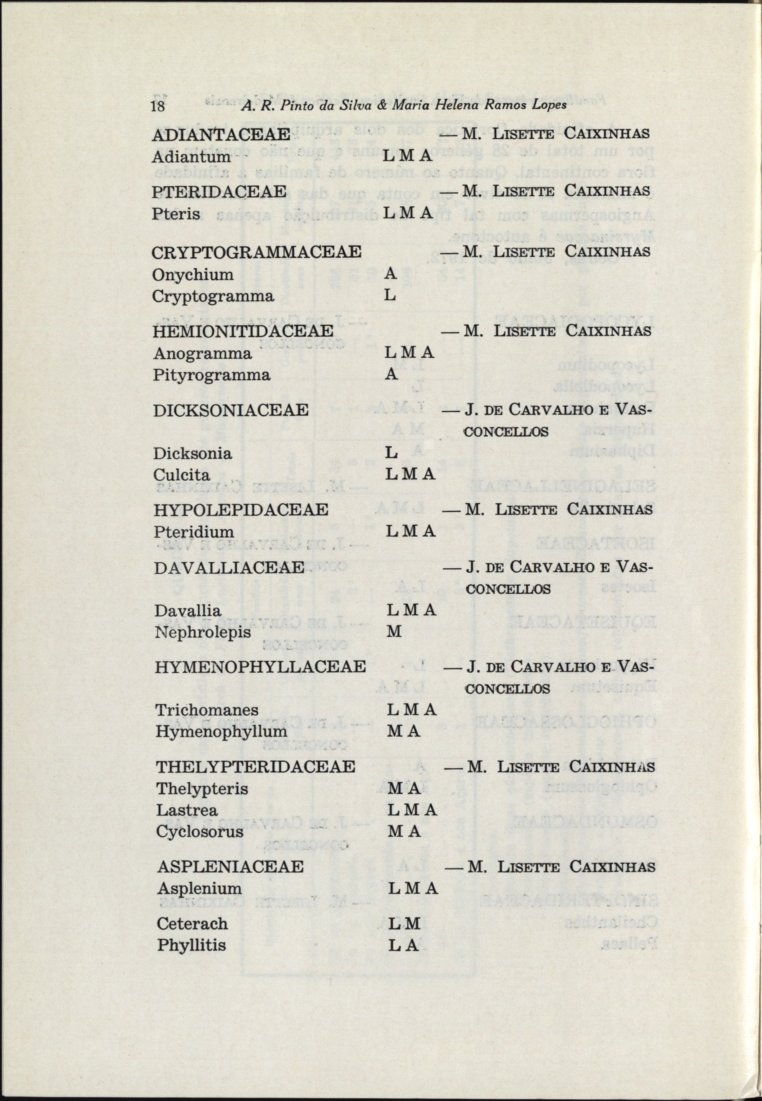 18 A. R. Pinto da Silva & Maria Helena Ramos Lopes
ADIANTACEAE — M. LISETTE CAIXINHAS
Adiantum L M A
PTERIDACEAE — M. LISETTE CAIXINHAS
Pteris L M A
CRYPTOGRAMMACEAE — M. LISETTE CAIXINHAS
Onychium A
Cryptogramma L
HEMIONITIDACEAE — M. LISETTE CAIXINHAS
Anogramma L M A
Pityrogramma A
DICKSONIACEAE — J. DE CARVALHO E VAS-
CONCELLOS
Dicksonia L
Culcita L M A
HYPOLEPIDACEAE — M. LISETTE CAIXINHAS
Pteridium L M A
DAVALLIACEAE — J. DE CARVALHO E VAS-
CONCELLOS
Davallia L M A
Nephrolepis M
HYMENOPHYLLACEAE — J. DE CARVALHO E VAS-
CONCELLOS
Trichomanes L M A
Hymenophyllum M A
THELYPTERIDACEAE — M. LISETTE CAIXINHAS
Thelypteris M A
Lastrea L M A
Cyclosorus M A
ASPLENIACEAE — M. LISETTE CAIXINHAS
Asplenium L M A
Ceterach L M
Phyllitis L A